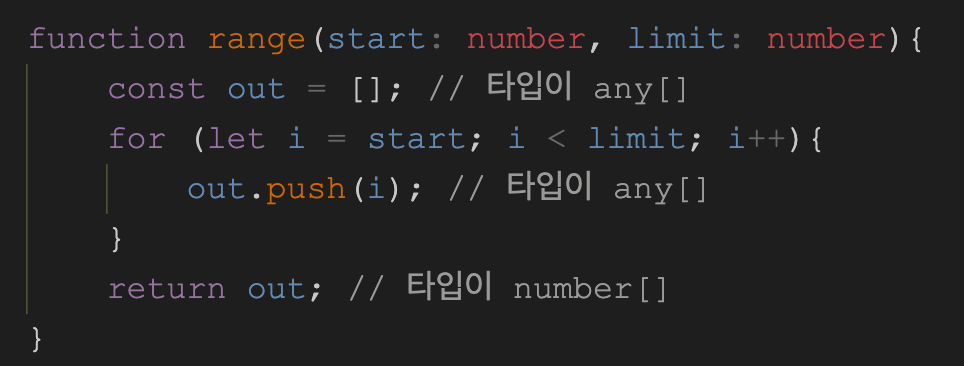 function range(start: number, limit: number){
    const out = []; // 타입이 any[]
    for (let i = start; i < limit; i++){
        out.push(i); // 타입이 any[]
    }
    return out; // 타입이 number[]
}